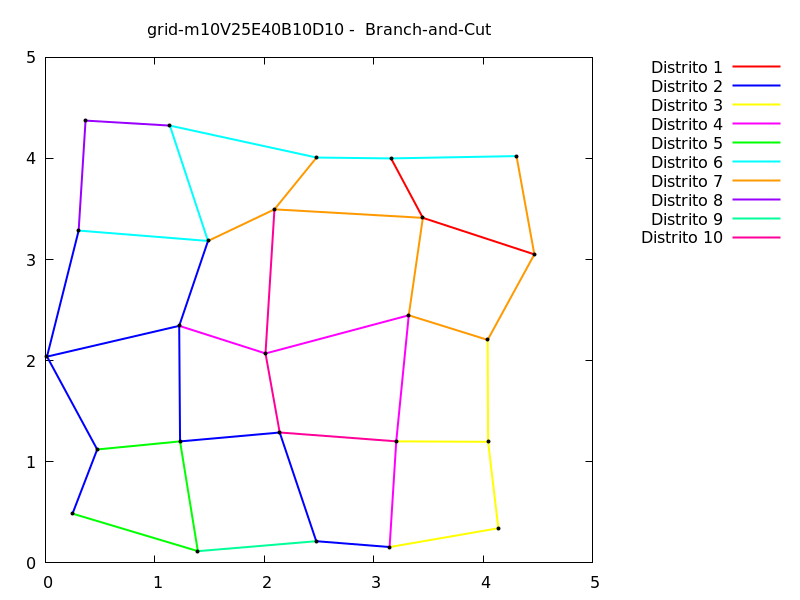 grid-m10V25E40B10D10 -  Branch-and-Cut
5
4
3
2
1
0
0
1
2
3
4
5
Distrito 1
Distrito 2
Distrito 3
Distrito 4
Distrito 5
Distrito 6
Distrito 7
Distrito 8
Distrito 9
Distrito 10